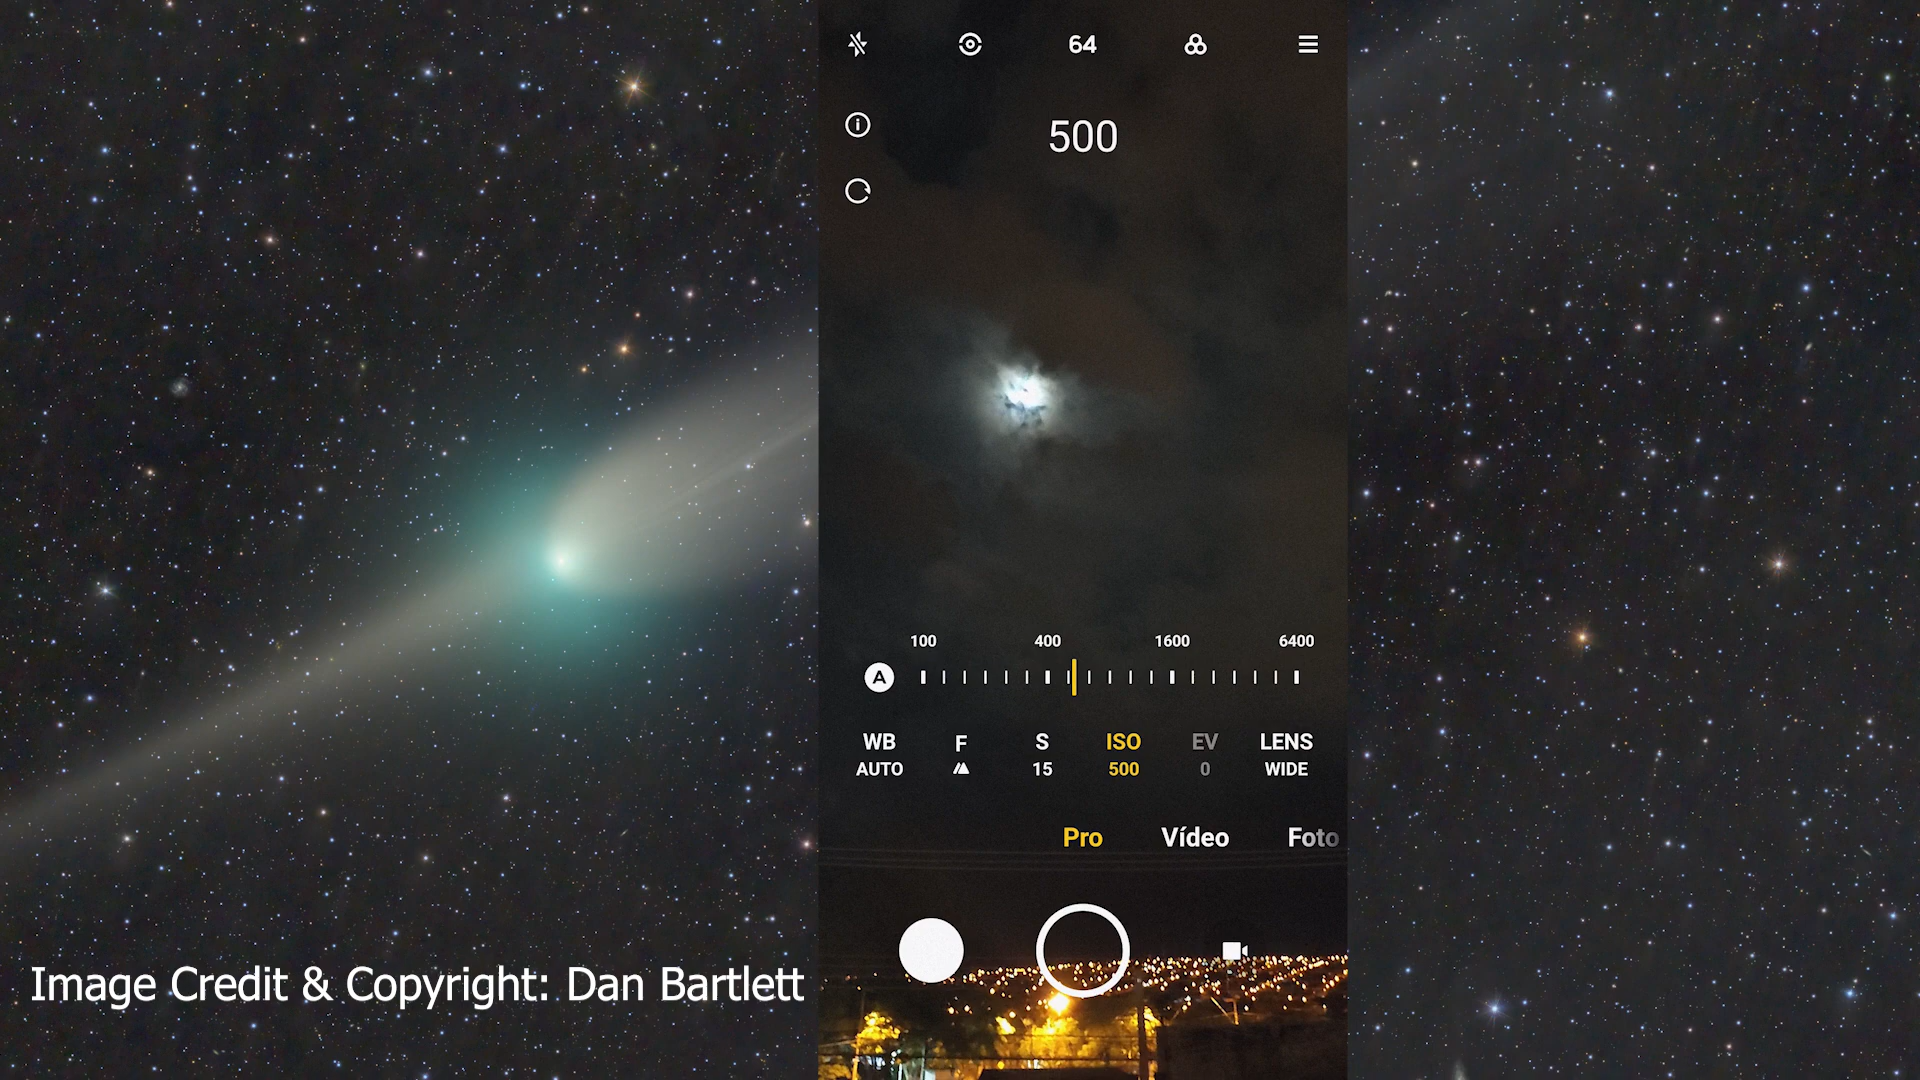 64
500
100 400 1600 6400
A
WB F S ISO EV LENS
AUTO 15 500 0 WIDE
Pro Vídeo Foto
Image Credit & Copyright: Dan Bartlett